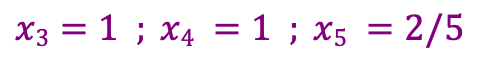 x₃ = 1 ; x₄ = 1 ; x₅ = 2/5